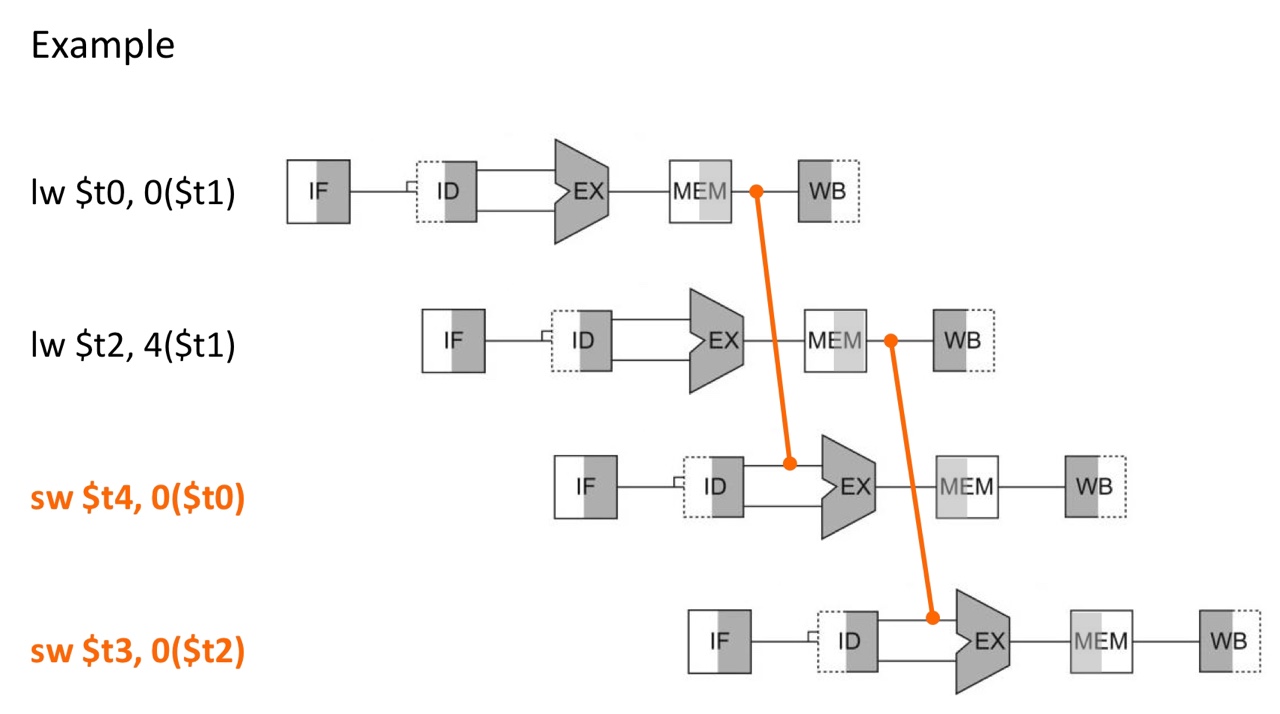 Example
lw $t0, 0($t1) IF ID EX MEM WB
lw $t2, 4($t1) IF ID EX MEM WB
sw $t4, 0($t0) IF ID EX MEM WB
sw $t3, 0($t2) IF ID EX MEM WB